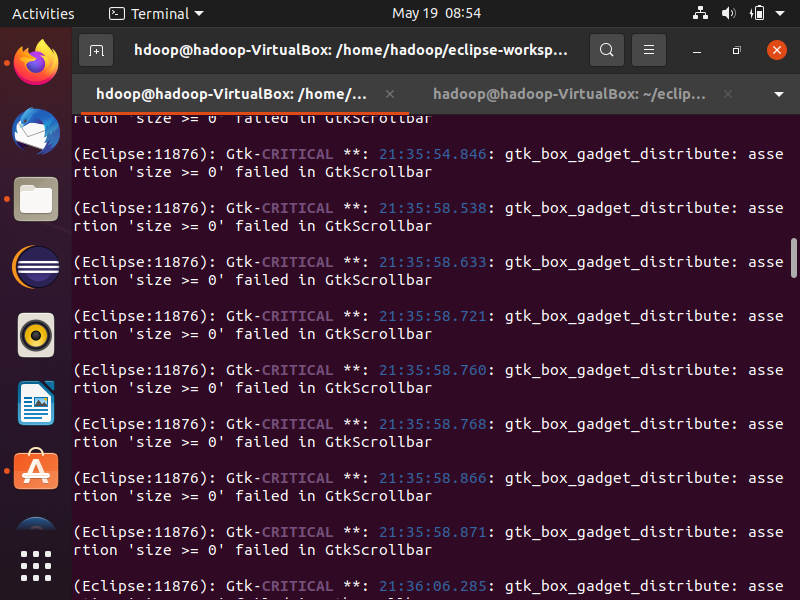 Activities Terminal May 19 08:54
hdoop@hadoop-VirtualBox: /home/hadoop/eclipse-worksp...
hdoop@hadoop-VirtualBox: /home/... hadoop@hadoop-VirtualBox: ~/eclip...
rtion 'size >= 0' failed in GtkScrollbar
(Eclipse:11876): Gtk-CRITICAL **: 21:35:54.846: gtk_box_gadget_distribute: asse
rtion 'size >= 0' failed in GtkScrollbar
(Eclipse:11876): Gtk-CRITICAL **: 21:35:58.538: gtk_box_gadget_distribute: asse
rtion 'size >= 0' failed in GtkScrollbar
(Eclipse:11876): Gtk-CRITICAL **: 21:35:58.633: gtk_box_gadget_distribute: asse
rtion 'size >= 0' failed in GtkScrollbar
(Eclipse:11876): Gtk-CRITICAL **: 21:35:58.721: gtk_box_gadget_distribute: asse
rtion 'size >= 0' failed in GtkScrollbar
(Eclipse:11876): Gtk-CRITICAL **: 21:35:58.760: gtk_box_gadget_distribute: asse
rtion 'size >= 0' failed in GtkScrollbar
(Eclipse:11876): Gtk-CRITICAL **: 21:35:58.768: gtk_box_gadget_distribute: asse
rtion 'size >= 0' failed in GtkScrollbar
(Eclipse:11876): Gtk-CRITICAL **: 21:35:58.866: gtk_box_gadget_distribute: asse
rtion 'size >= 0' failed in GtkScrollbar
(Eclipse:11876): Gtk-CRITICAL **: 21:35:58.871: gtk_box_gadget_distribute: asse
rtion 'size >= 0' failed in GtkScrollbar
(Eclipse:11876): Gtk-CRITICAL **: 21:36:06.285: gtk_box_gadget_distribute: asse